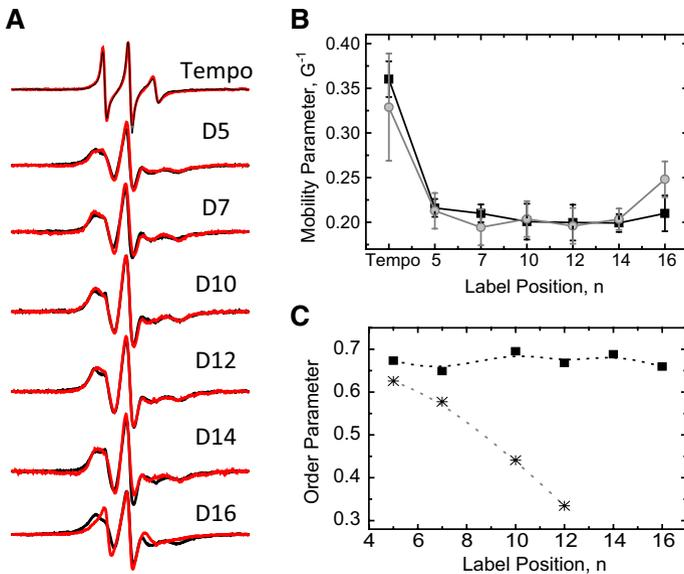 A
Tempo
D5
D7
D10
D12
D14
D16
B
0.40
0.35
0.30
0.25
0.20
Mobility Parameter, G⁻¹
Tempo 5 7 10 12 14 16
Label Position, n
C
0.7
0.6
0.5
0.4
0.3
Order Parameter
4 6 8 10 12 14 16
Label Position, n